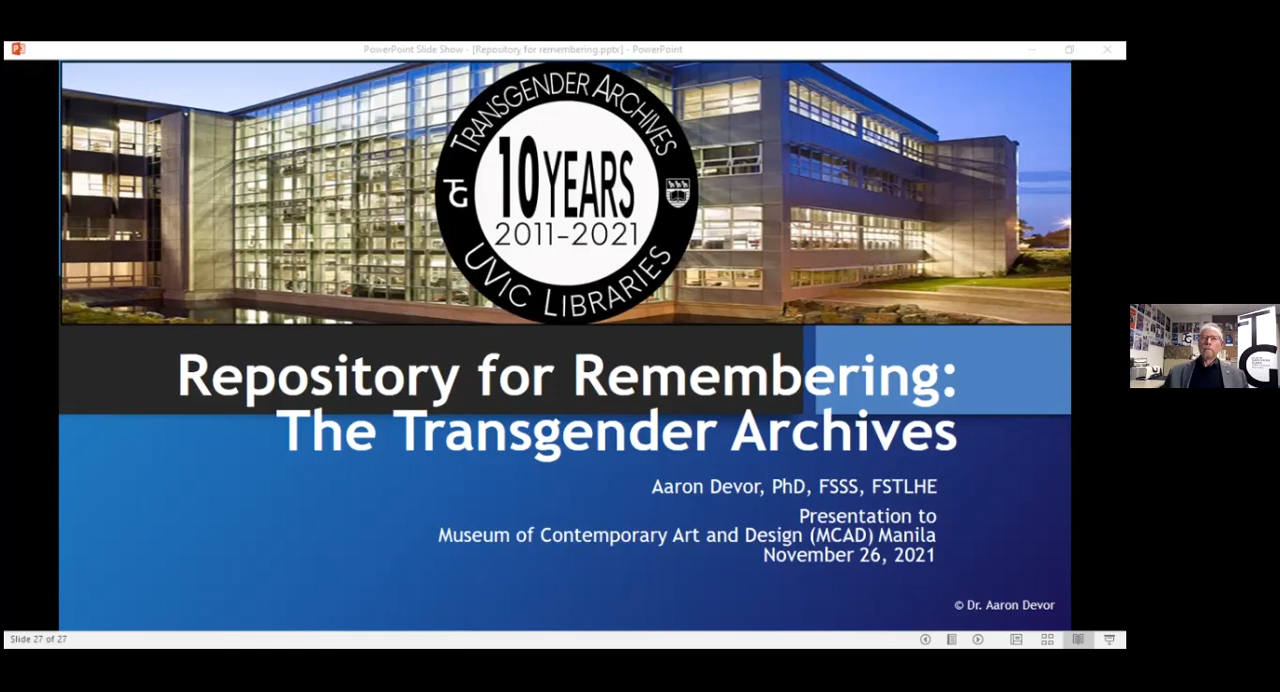 PowerPoint Slide Show - [Repository for remembering.pptx] - PowerPoint
TRANSGENDER ARCHIVES
TG
10 YEARS
2011-2021
UVIC LIBRARIES
Repository for Remembering:
The Transgender Archives
Aaron Devor, PhD, FSSS, FSTLHE
Presentation to
Museum of Contemporary Art and Design (MCAD) Manila
November 26, 2021
© Dr. Aaron Devor
Slide 27 of 27
TG